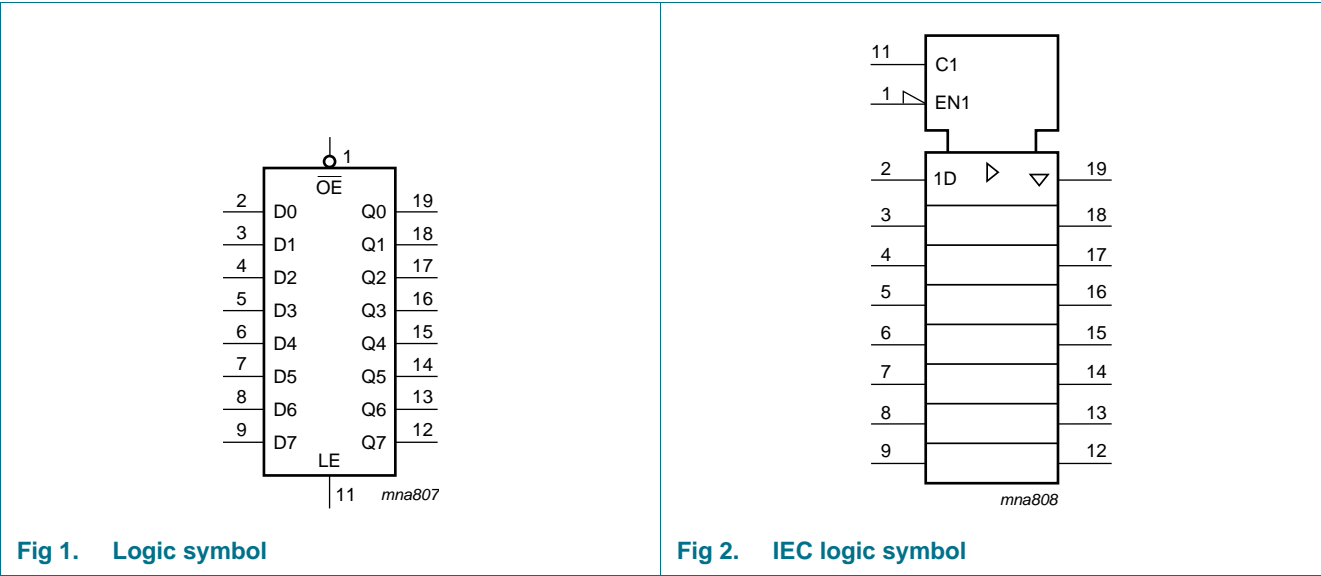 1
OE
2 D0 Q0 19
3 D1 Q1 18
4 D2 Q2 17
5 D3 Q3 16
6 D4 Q4 15
7 D5 Q5 14
8 D6 Q6 13
9 D7 Q7 12
LE
11 mna807
Fig 1. Logic symbol
11 C1
1 EN1
2 1D 19
3 18
4 17
5 16
6 15
7 14
8 13
9 12
mna808
Fig 2. IEC logic symbol